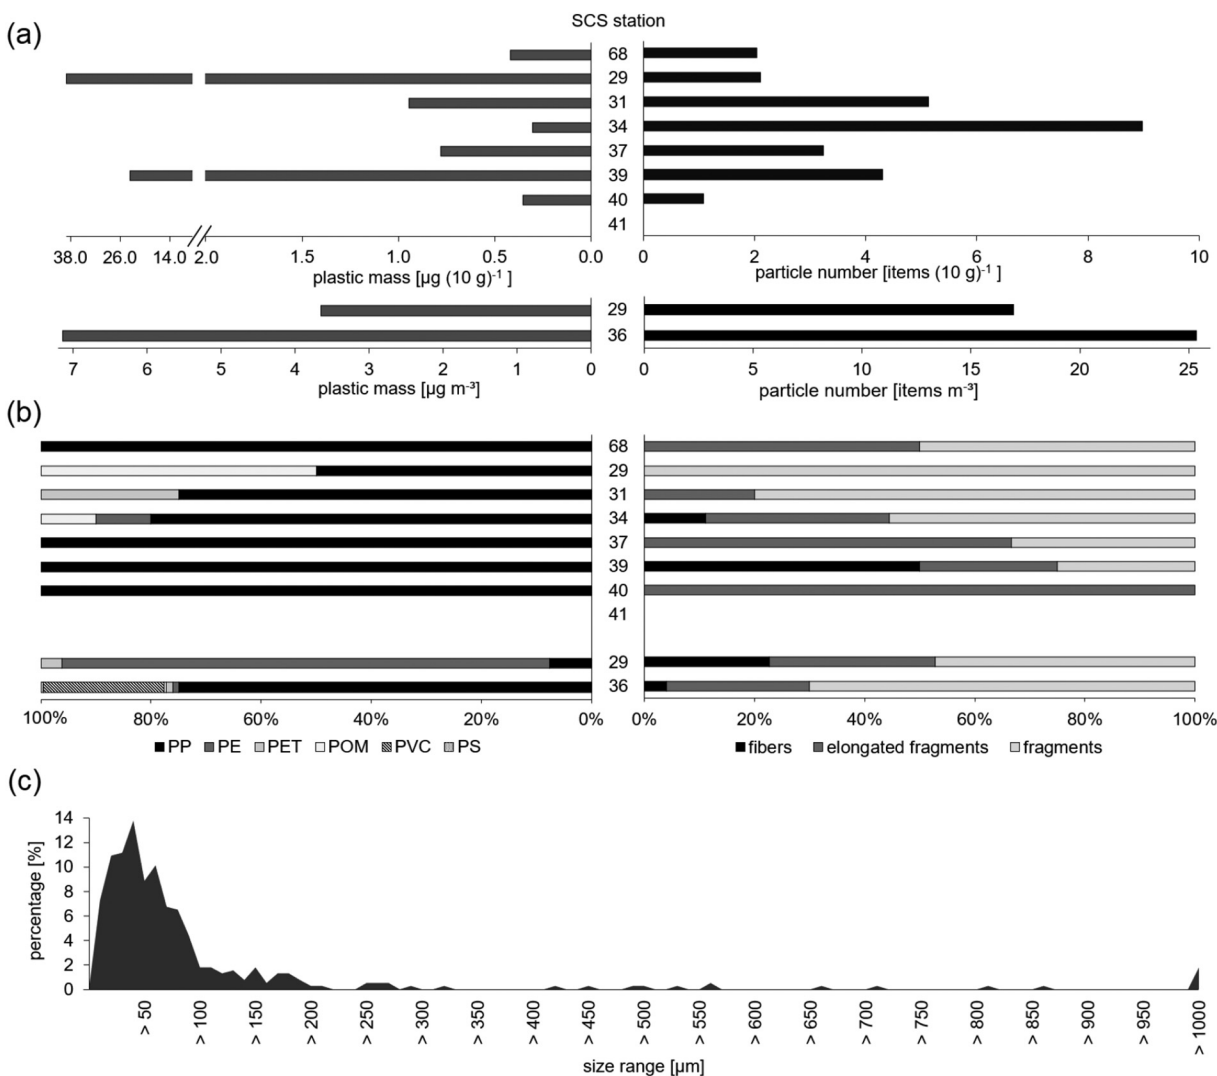 SCS station
(a)
68
29
31
34
37
39
40
41
38.0 26.0 14.0 2.0 1.5 1.0 0.5 0.0
0 2 4 6 8 10
plastic mass [µg (10 g)⁻¹ ]
particle number [items (10 g)⁻¹ ]
29
36
7 6 5 4 3 2 1 0
0 5 10 15 20 25
plastic mass [µg m⁻³]
particle number [items m⁻³]
(b)
68
29
31
34
37
39
40
41
29
36
100% 80% 60% 40% 20% 0%
0% 20% 40% 60% 80% 100%
PP PE PET POM PVC PS
fibers elongated fragments fragments
(c)
14
12
10
8
6
4
2
0
percentage [%]
> 50
> 100
> 150
> 200
> 250
> 300
> 350
> 400
> 450
> 500
> 550
> 600
> 650
> 700
> 750
> 800
> 850
> 900
> 950
> 1000
size range [µm]